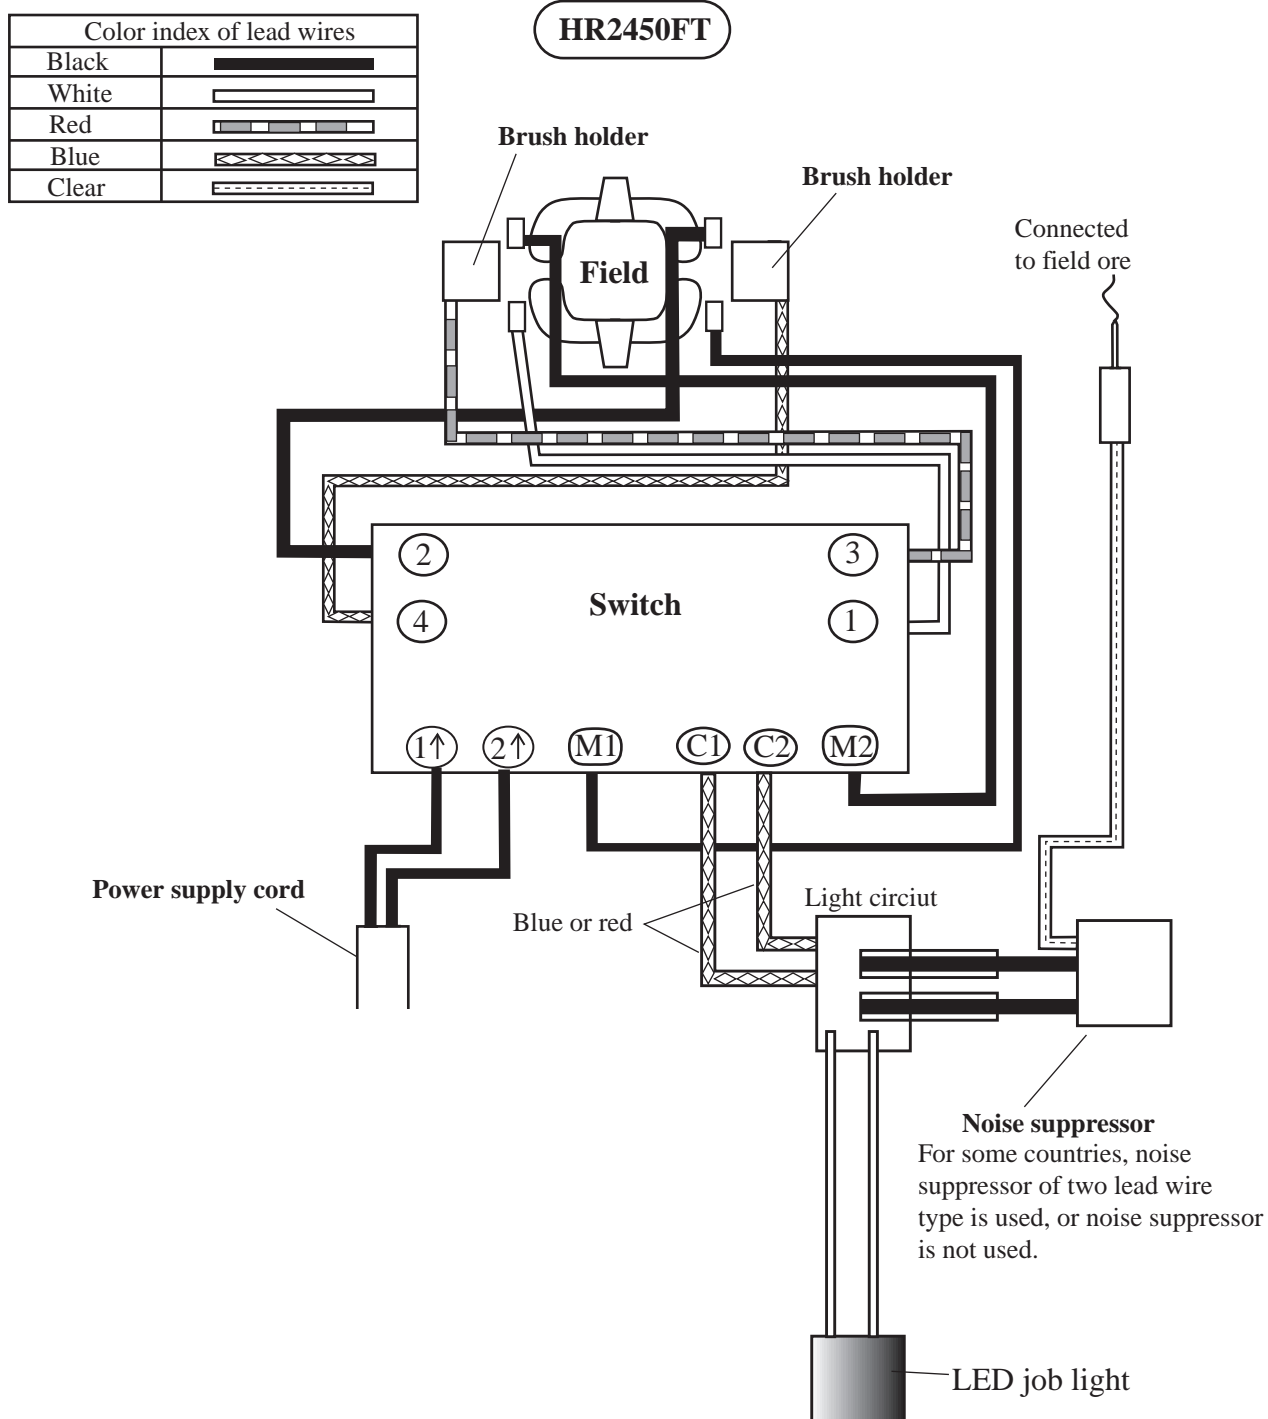 HR2450FT
Color index of lead wires
Black
White
Red
Blue
Clear
Brush holder
Brush holder
Connected
to field ore
Field
2
3
Switch
4
1
1↑ 2↑ M1 C1 C2 M2
Power supply cord
Blue or red
Light circiut
Noise suppressor
For some countries, noise
suppressor of two lead wire
type is used, or noise suppressor
is not used.
LED job light